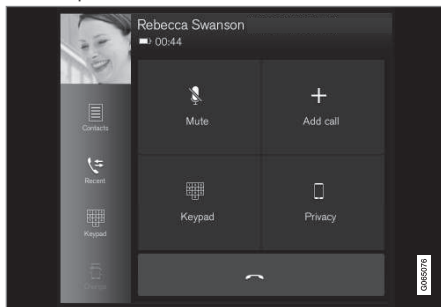 Rebecca Swanson
00:44
Contacts
Recent
Keypad
Mute
Add call
Keypad
Privacy
G065076